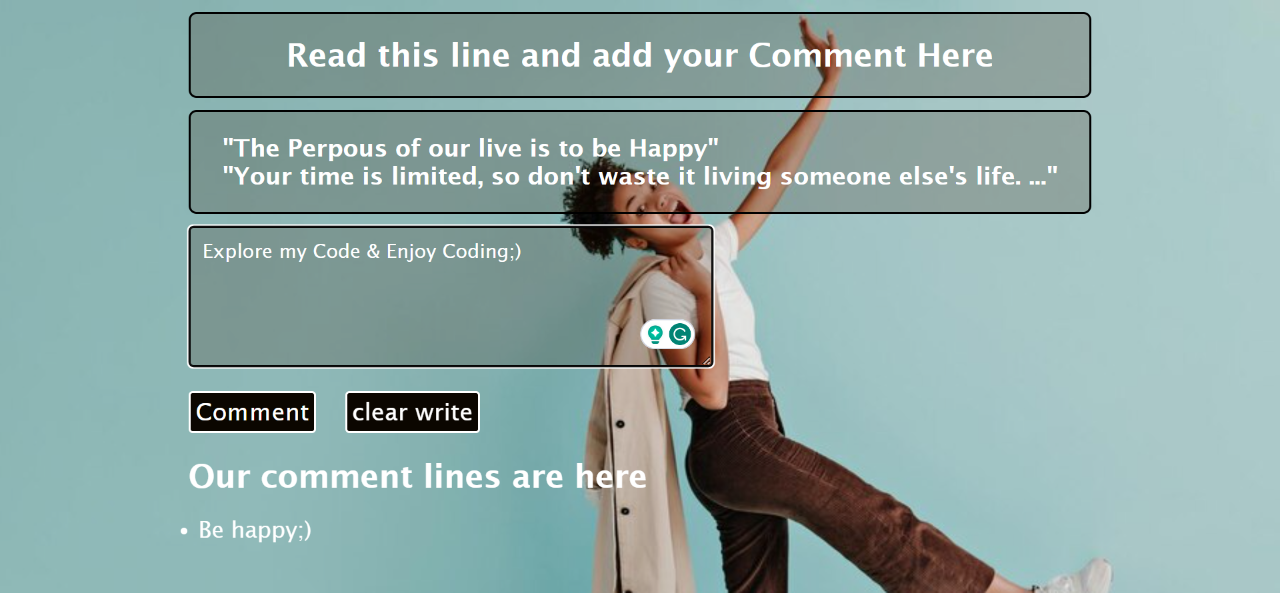 Read this line and add your Comment Here
"The Perpous of our live is to be Happy"
"Your time is limited, so don't waste it living someone else's life. ..."
Explore my Code & Enjoy Coding;)
Comment
clear write
Our comment lines are here
• Be happy;)